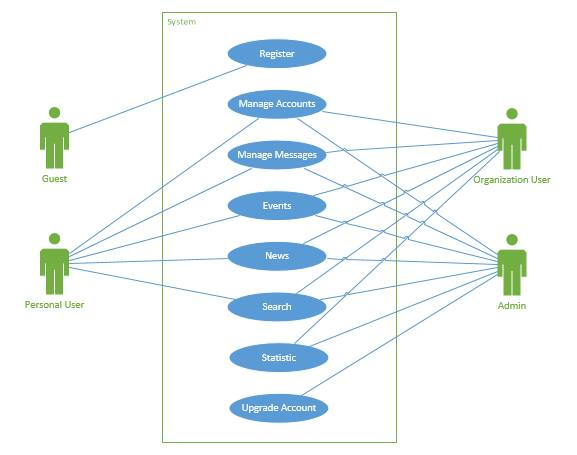 System
Register
Manage Accounts
Manage Messages
Guest
Organization User
Events
News
Personal User
Search
Admin
Statistic
Upgrade Account